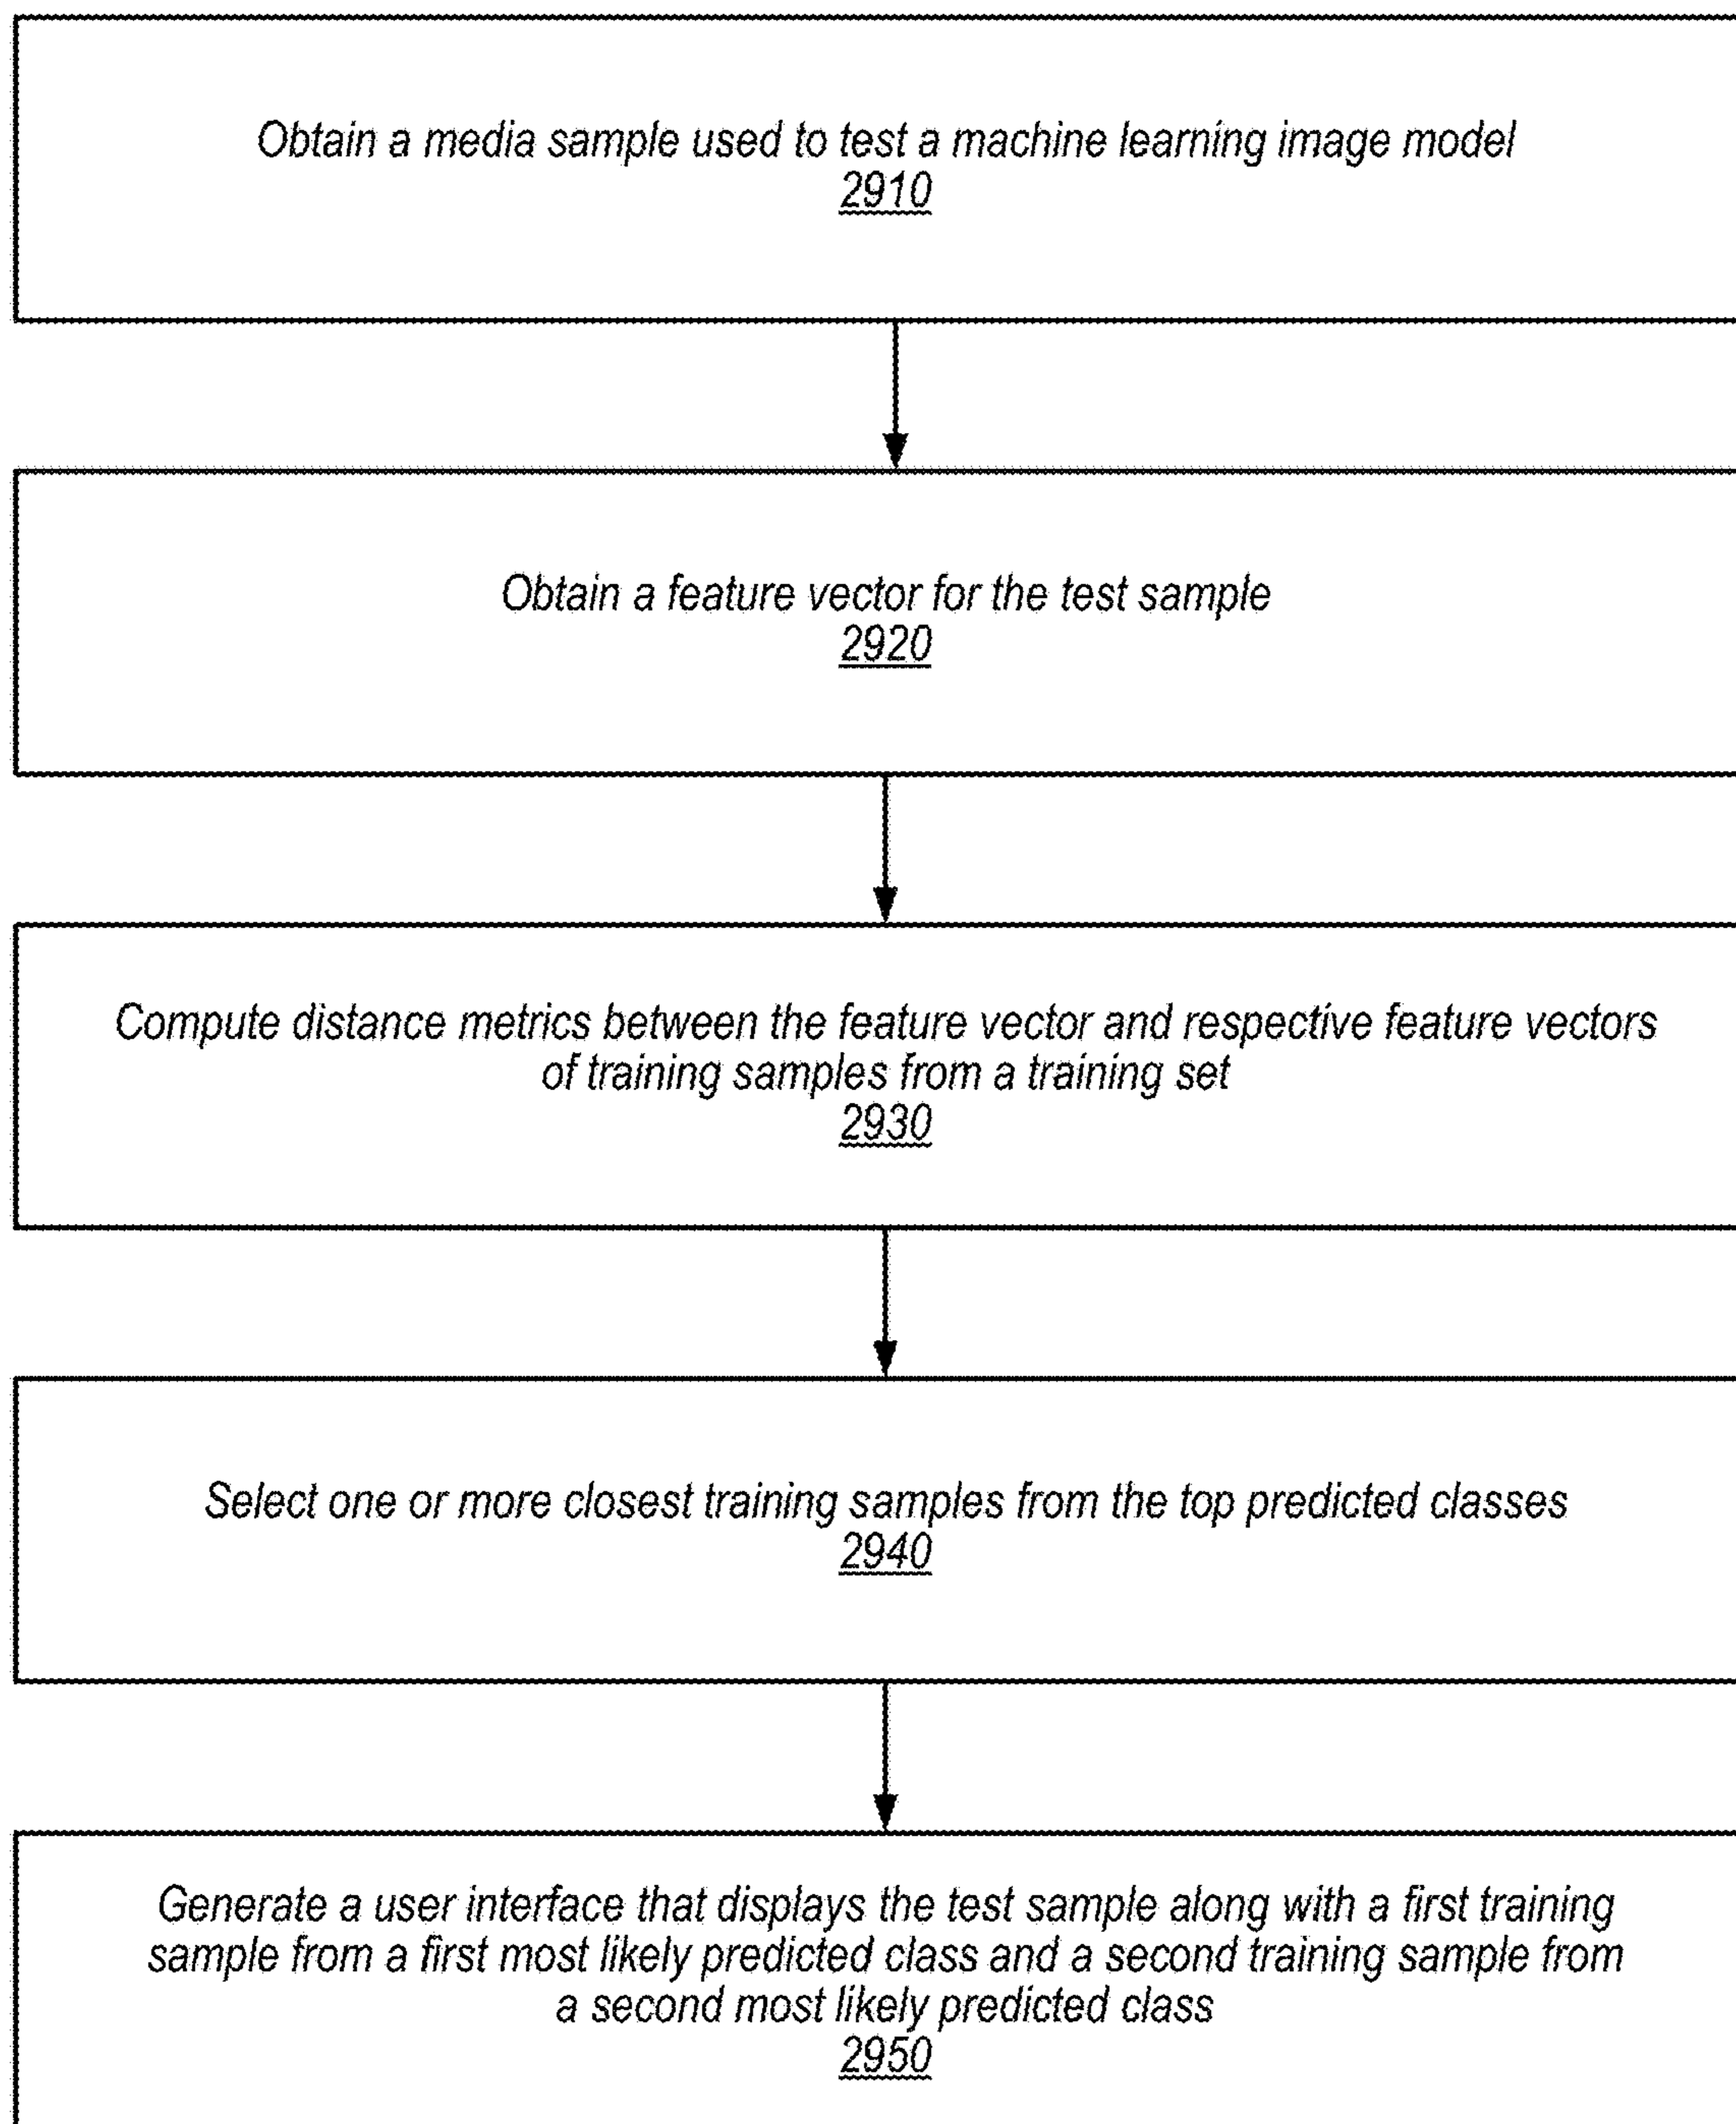 Obtain a media sample used to test a machine learning image model
2910
Obtain a feature vector for the test sample
2920
Compute distance metrics between the feature vector and respective feature vectors
of training samples from a training set
2930
Select one or more closest training samples from the top predicted classes
2940
Generate a user interface that displays the test sample along with a first training
sample from a first most likely predicted class and a second training sample from
a second most likely predicted class
2950